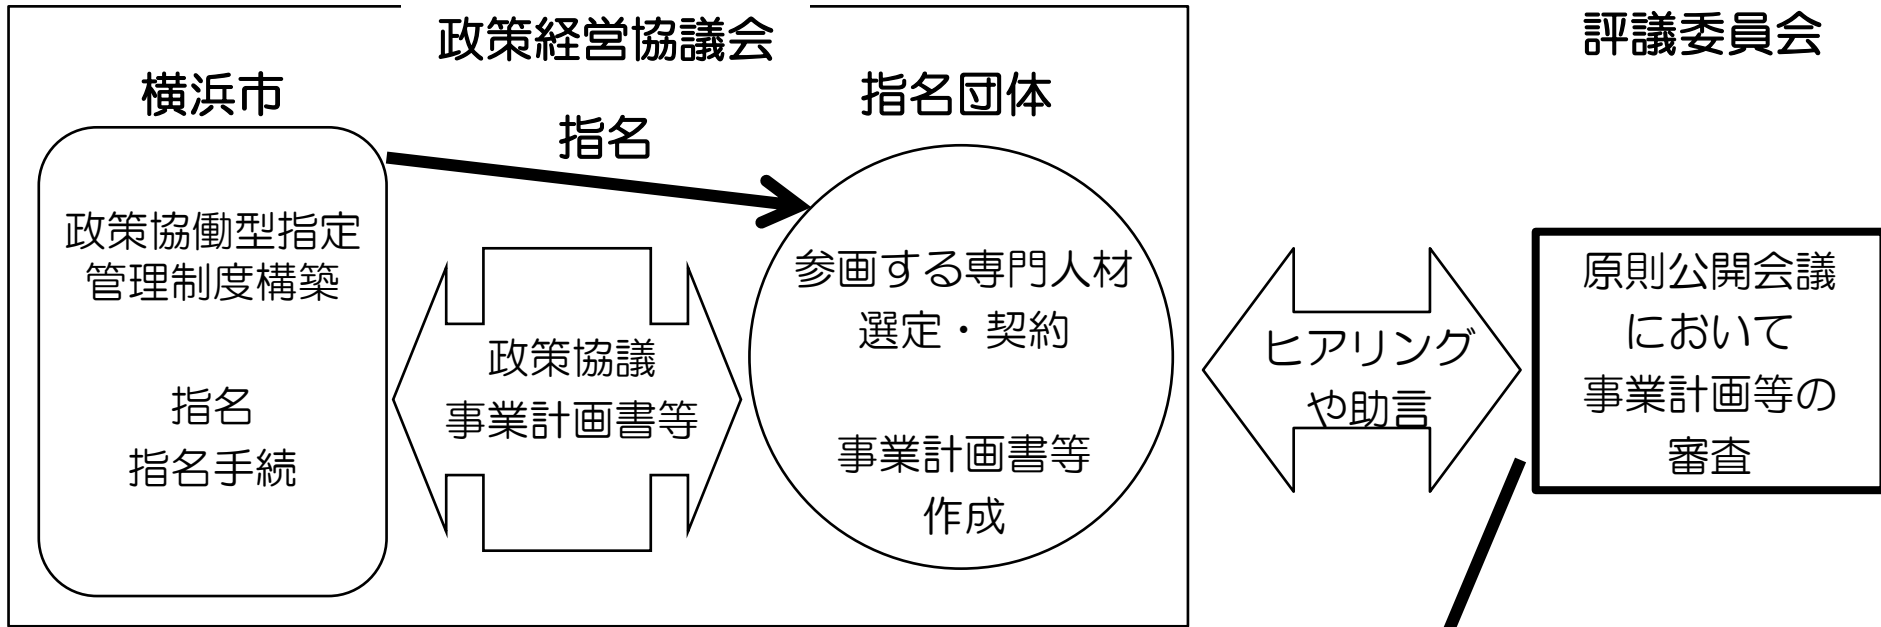 政策経営協議会
評議委員会
横浜市
指名団体
指名
政策協働型指定
管理制度構築
指名
指名手続
政策協議
事業計画書等
参画する専門人材
選定・契約
事業計画書等
作成
ヒアリング
や助言
原則公開会議
において
事業計画等の
審査